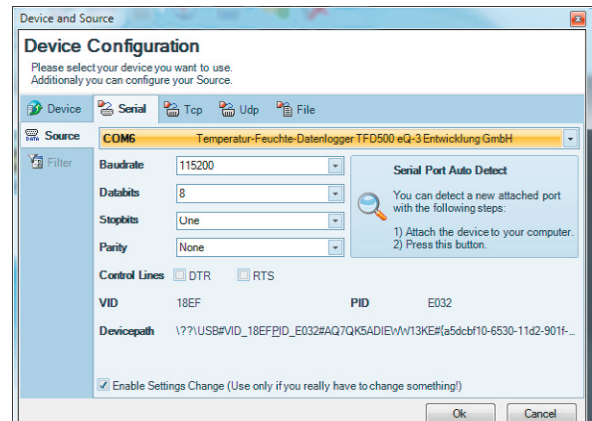 Device and Source
Device Configuration
Please select your device you want to use.
Additionaly you can configure your Source.
Device Serial Tcp Udp File
Source
Filter
COM6 Temperatur-Feuchte-Datenlogger TFD500 eQ-3 Entwicklung GmbH
Baudrate 115200
Databits 8
Stopbits One
Parity None
Serial Port Auto Detect
You can detect a new attached port
with the following steps:
1) Attach the device to your computer.
2) Press this button.
Control Lines DTR RTS
VID 18EF PID E032
Devicepath \??\USB#VID_18EFPID_E032#AQ7QK5ADIEWW13KE#{a5dcbf10-6530-11d2-901f-...
Enable Settings Change (Use only if you really have to change something!)
Ok Cancel